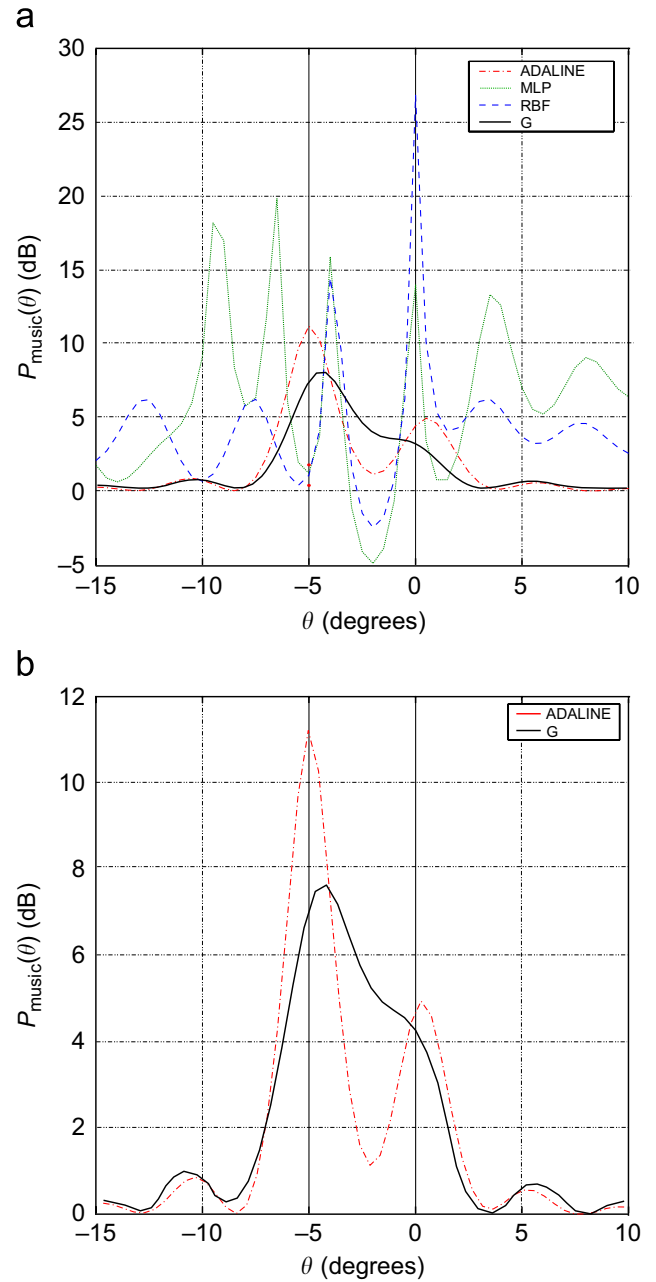 a
30
25
20
15
10
5
0
–5
–15
–10
–5
0
5
10
P_music(θ) (dB)
θ (degrees)
ADALINE
MLP
RBF
G
b
12
10
8
6
4
2
0
–15
–10
–5
0
5
10
P_music(θ) (dB)
θ (degrees)
ADALINE
G